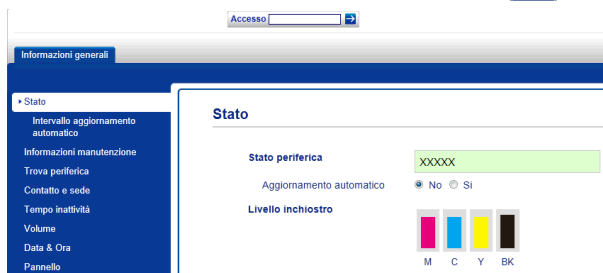 Accesso
Informazioni generali
Stato
Intervallo aggiornamento
automatico
Informazioni manutenzione
Trova periferica
Contatto e sede
Tempo inattività
Volume
Data & Ora
Pannello
Stato
Stato periferica XXXXX
Aggiornamento automatico No Si
Livello inchiostro
M C Y BK